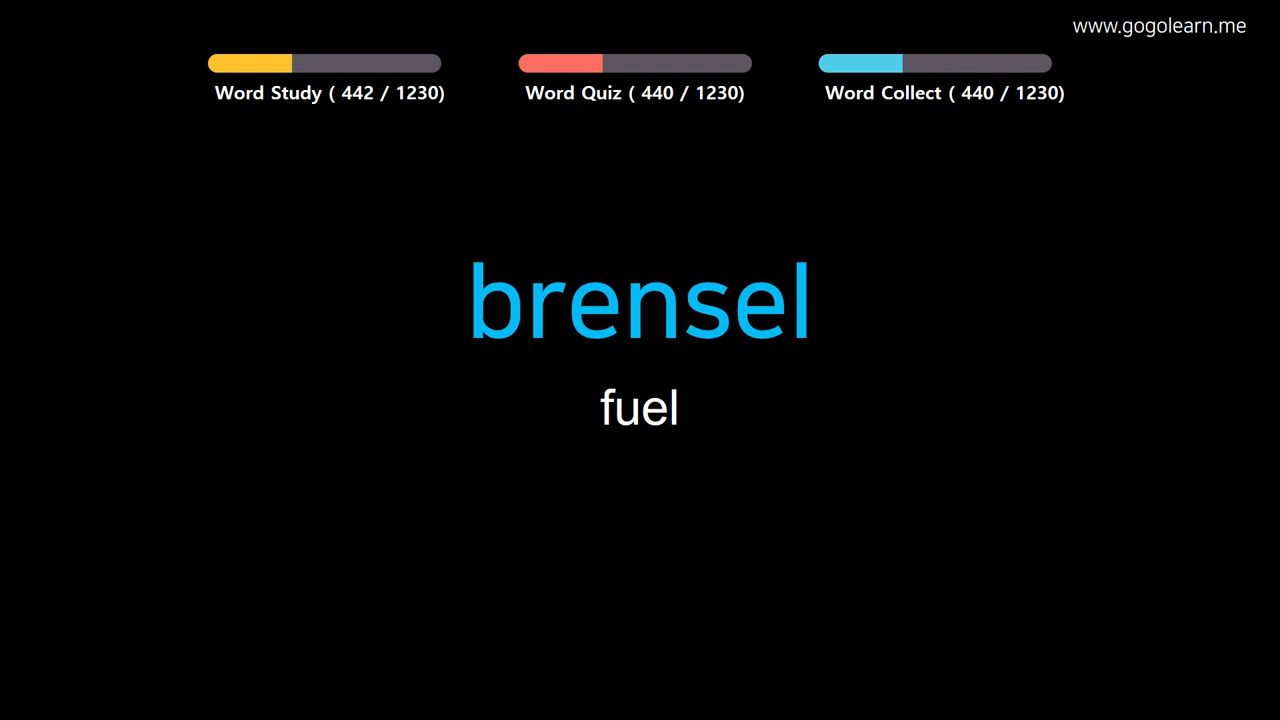 www.gogolearn.me
Word Study ( 442 / 1230)
Word Quiz ( 440 / 1230)
Word Collect ( 440 / 1230)
brensel
fuel